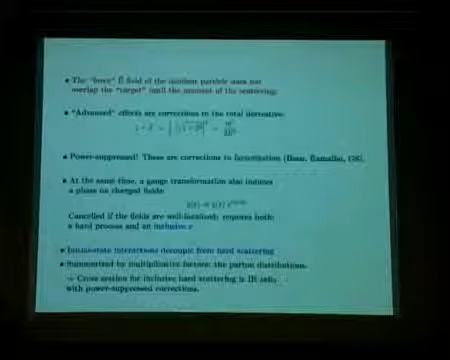 • The "force" E field of the incident particle does not
overlap the "target" until the moment of the scattering.
• "Advanced" effects are corrections to the total derivative:
• Power-suppressed! These are corrections to factorization
• At the same time, a gauge transformation also induces
a phase on charged fields:
Cancelled if the fields are well-localized: requires both
a hard process and an inclusive
• Initial-state interactions decouple from hard scattering
• Summarized by multiplicative factors: the parton distributions.
Cross section for inclusive hard scattering is IR safe,
with power-suppressed corrections.